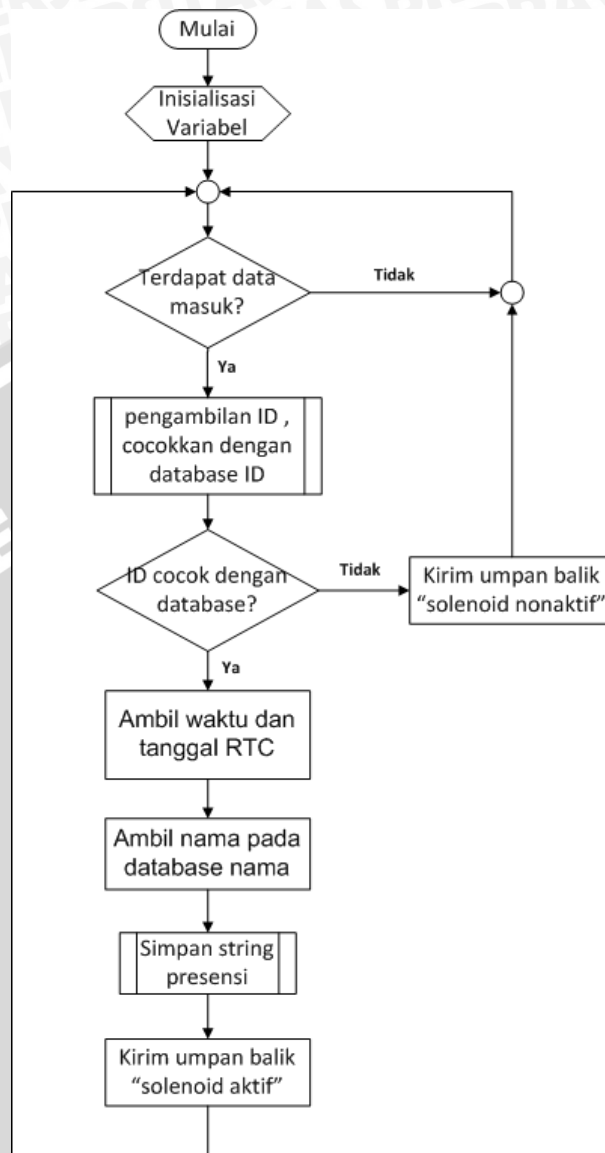 Mulai
Inisialisasi
Variabel
Terdapat data
masuk?
Tidak
Ya
pengambilan ID ,
cocokkan dengan
database ID
ID cocok dengan
database?
Tidak
Kirim umpan balik
“solenoid nonaktif”
Ya
Ambil waktu dan
tanggal RTC
Ambil nama pada
database nama
Simpan string
presensi
Kirim umpan balik
“solenoid aktif”